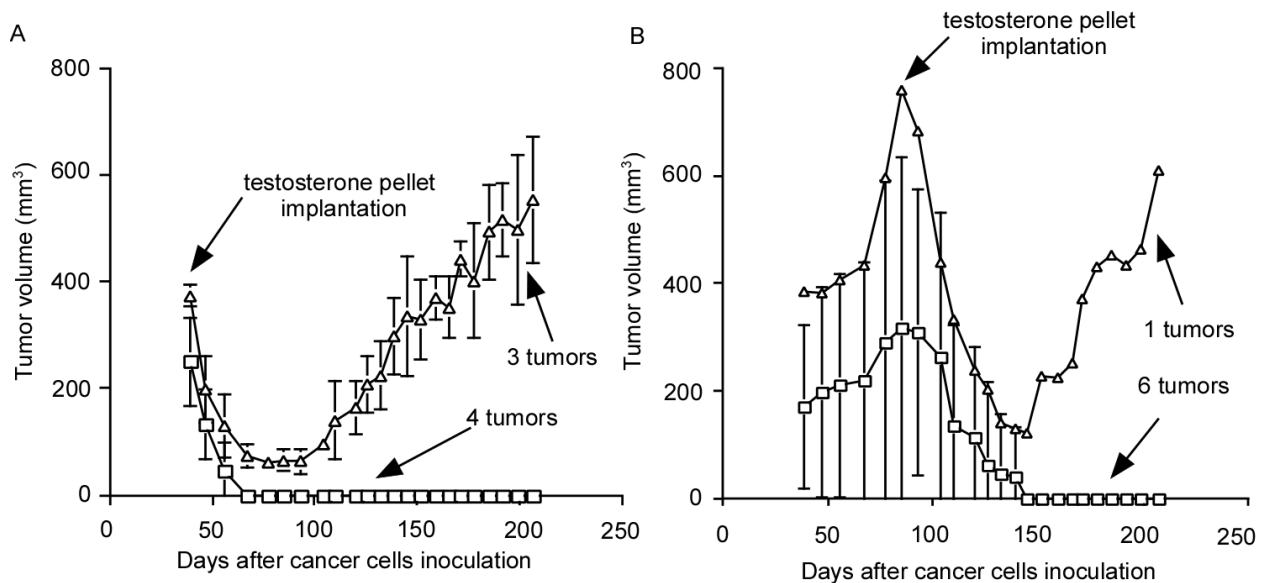 A
testosterone pellet
implantation
Tumor volume (mm³)
800
600
400
200
0
3 tumors
4 tumors
0
50
100
150
200
250
Days after cancer cells inoculation
B
testosterone pellet
implantation
Tumor volume (mm³)
800
600
400
200
0
1 tumors
6 tumors
0
50
100
150
200
250
Days after cancer cells inoculation